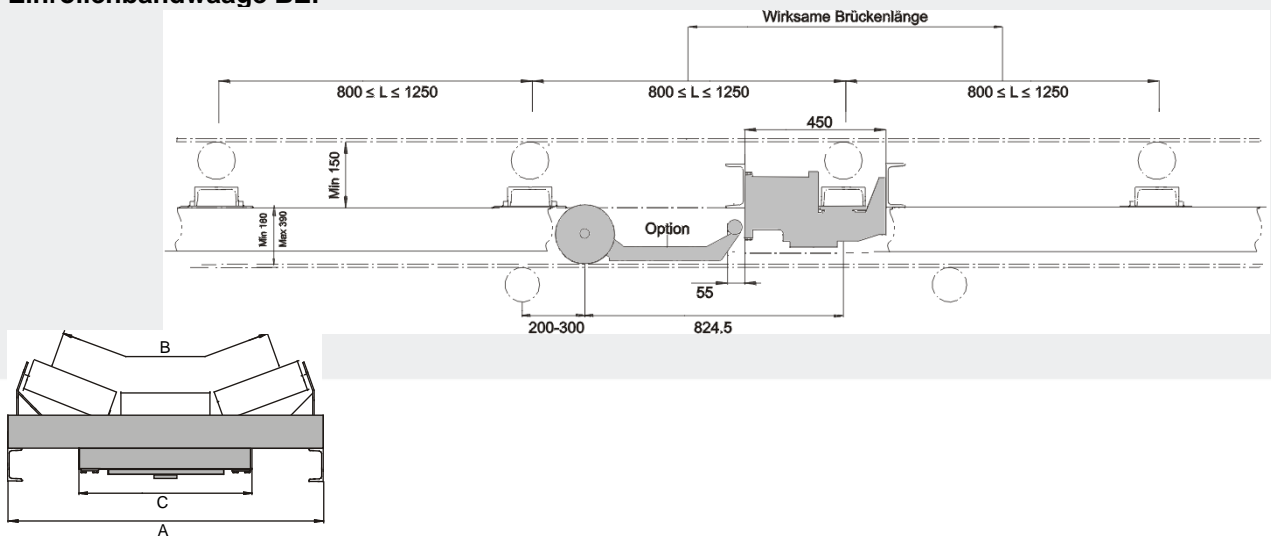 Wirksame Brückenlänge
800 ≤ L ≤ 1250
800 ≤ L ≤ 1250
800 ≤ L ≤ 1250
450
Min 150
Min 160
Max 390
Option
55
200-300
824.5
B
C
A